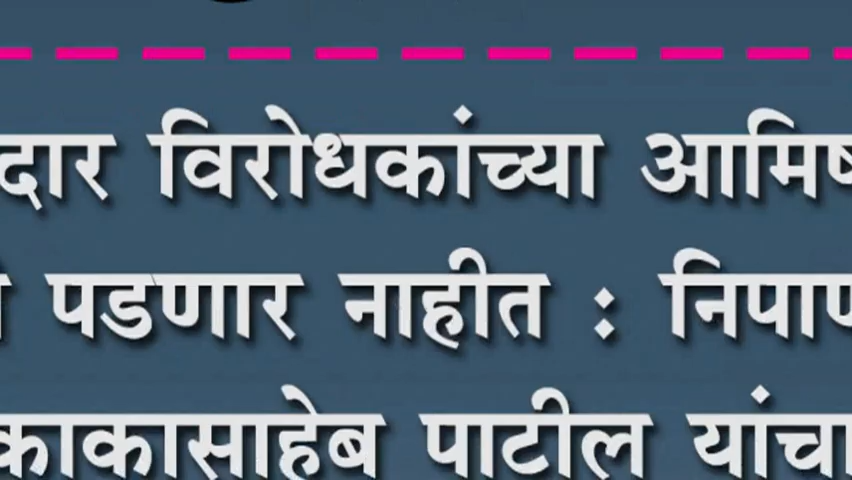 दार विरोधकांच्या आमिष
पडणार नाहीत : निपाण
काकासाहेब पाटील यांचा